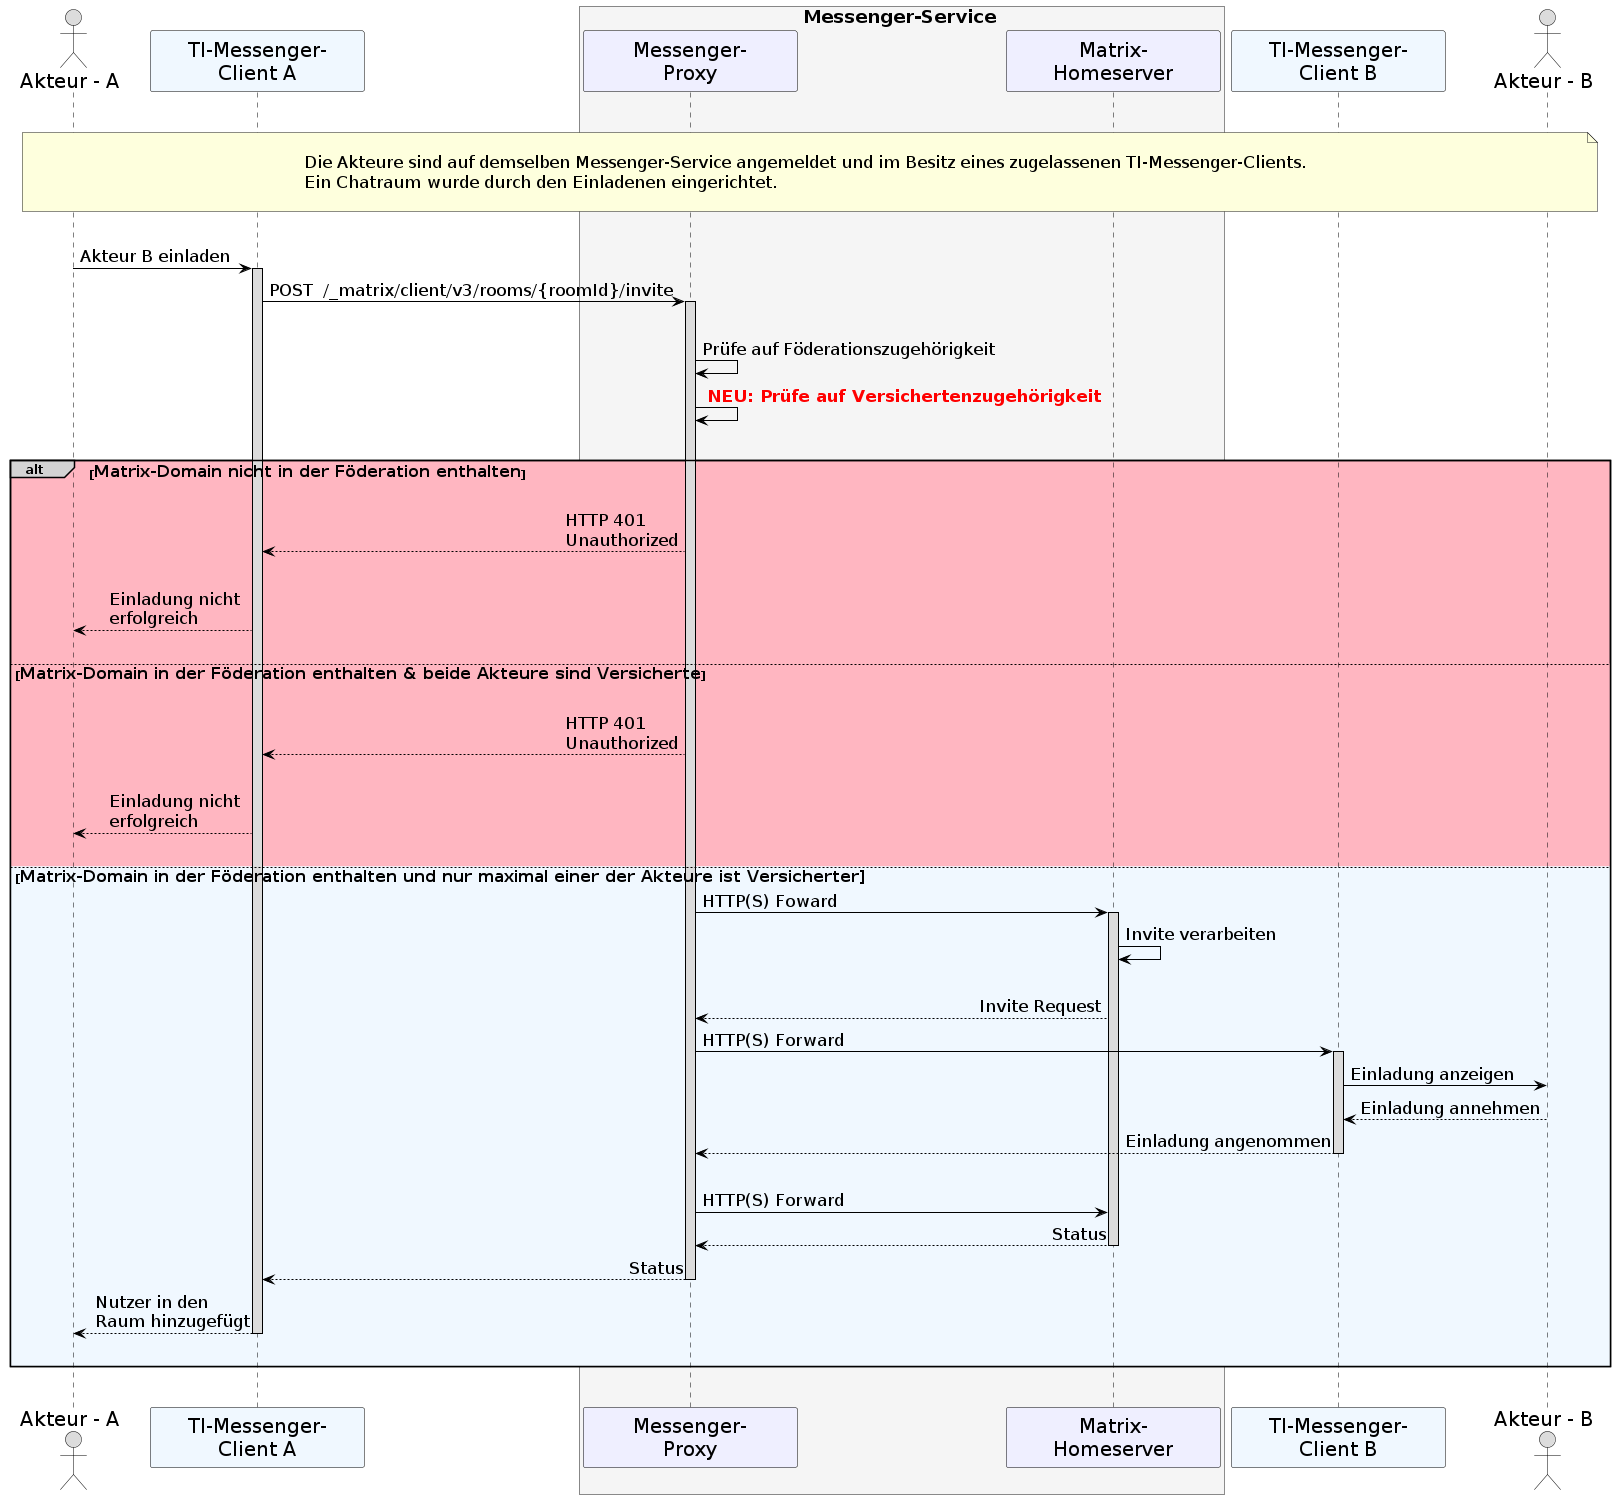 Messenger-Service
Akteur - A
TI-Messenger-
Client A
Messenger-
Proxy
Matrix-
Homeserver
TI-Messenger-
Client B
Akteur - B
Die Akteure sind auf demselben Messenger-Service angemeldet und im Besitz eines zugelassenen TI-Messenger-Clients.
Ein Chatraum wurde durch den Einladenen eingerichtet.
Akteur B einladen
POST  /_matrix/client/v3/rooms/{roomId}/invite
Prüfe auf Föderationszugehörigkeit
NEU: Prüfe auf Versichertenzugehörigkeit
alt
[Matrix-Domain nicht in der Föderation enthalten]
HTTP 401
Unauthorized
Einladung nicht
erfolgreich
[Matrix-Domain in der Föderation enthalten & beide Akteure sind Versicherte]
HTTP 401
Unauthorized
Einladung nicht
erfolgreich
[Matrix-Domain in der Föderation enthalten und nur maximal einer der Akteure ist Versicherter]
HTTP(S) Foward
Invite verarbeiten
Invite Request
HTTP(S) Forward
Einladung anzeigen
Einladung annehmen
Einladung angenommen
HTTP(S) Forward
Status
Status
Nutzer in den
Raum hinzugefügt
Akteur - A
TI-Messenger-
Client A
Messenger-
Proxy
Matrix-
Homeserver
TI-Messenger-
Client B
Akteur - B